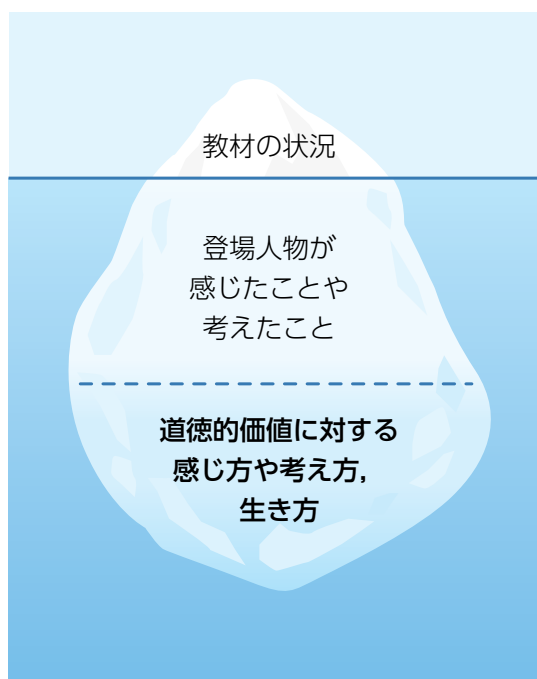 教材の状況
登場人物が
感じたことや
考えたこと
道徳的価値に対する
感じ方や考え方，
生き方